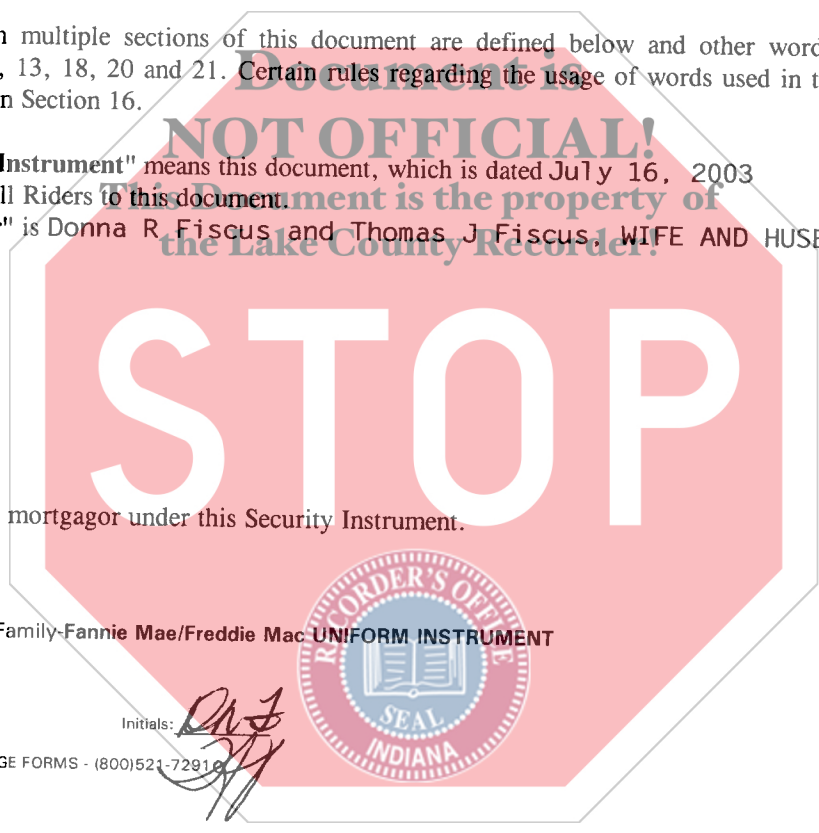 n multiple sections of this document are defined below and other word
, 13, 18, 20 and 21. Certain rules regarding the usage of words used in t
n Section 16.
Document is
NOT OFFICIAL!
This Document is the property of
the Lake County Recorder!
Instrument" means this document, which is dated July 16, 2003
ll Riders to this document.
" is Donna R Fiscus and Thomas J Fiscus, WIFE AND HUSB
STOP
mortgagor under this Security Instrument.
RECORDER'S OFFICE
SEAL
INDIANA
Family-Fannie Mae/Freddie Mac UNIFORM INSTRUMENT
Initials:
GE FORMS - (800)521-7291